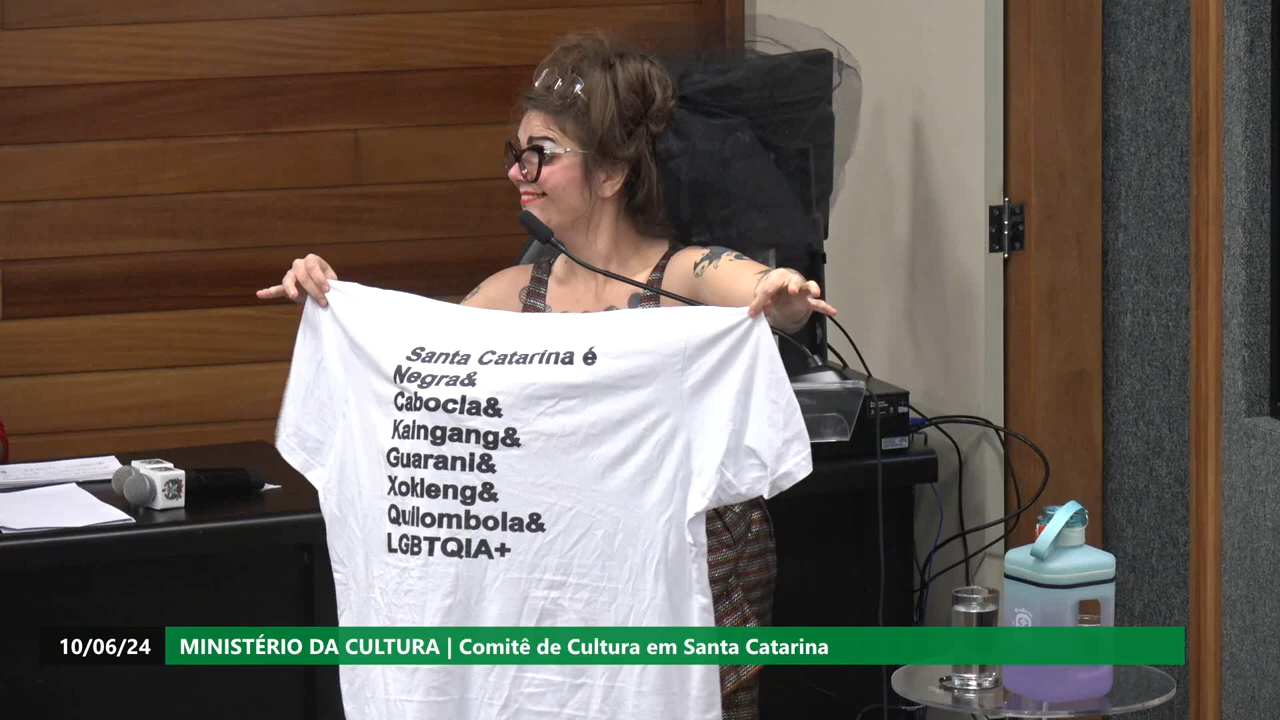 Santa Catarina é
Negra&
Cabocla&
Kaingang&
Guarani&
Xokleng&
Quilombola&
LGBTQIA+
10/06/24 MINISTÉRIO DA CULTURA | Comitê de Cultura em Santa Catarina